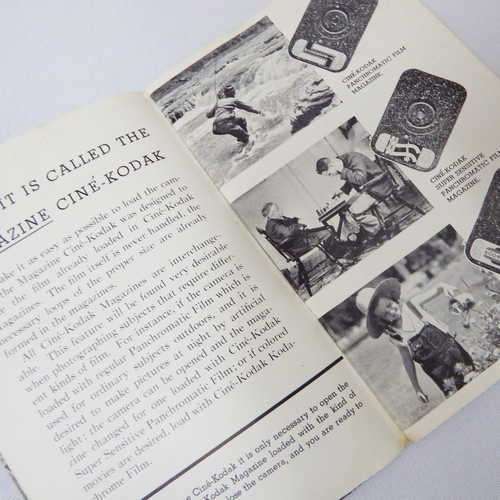 IT IS CALLED THE
AZINE CINÉ-KODAK
ake it as easy as possible to load the cam-
The Magazine Ciné-Kodak was designed to
the film already loaded in Ciné-Kodak
magazines. The film itself is never handled, the
necessary loops of the proper size are already
formed in the magazines.
All Ciné-Kodak Magazines are interchange-
able. This feature will be found very desirable
when photographing subjects that require differ-
ent kinds of film. For instance, if the camera is
loaded with regular Panchromatic Film which is
used for ordinary subjects outdoors, and it is
desired to make pictures at night by artificial
light, the camera can be opened and the maga-
zine changed for one loaded with Ciné-Kodak
Super Sensitive Panchromatic Film; or if colored
movies are desired, load with Ciné-Kodak Koda-
chrome Film.
Ciné-Kodak it is only necessary to open the
Kodak Magazine loaded with the kind of
lose the camera, and you are ready to
CINÉ-KODAK
PANCHROMATIC FILM
MAGAZINE.
CINÉ-KODAK
SUPER SENSITIVE
PANCHROMATIC FILM
MAGAZINE.